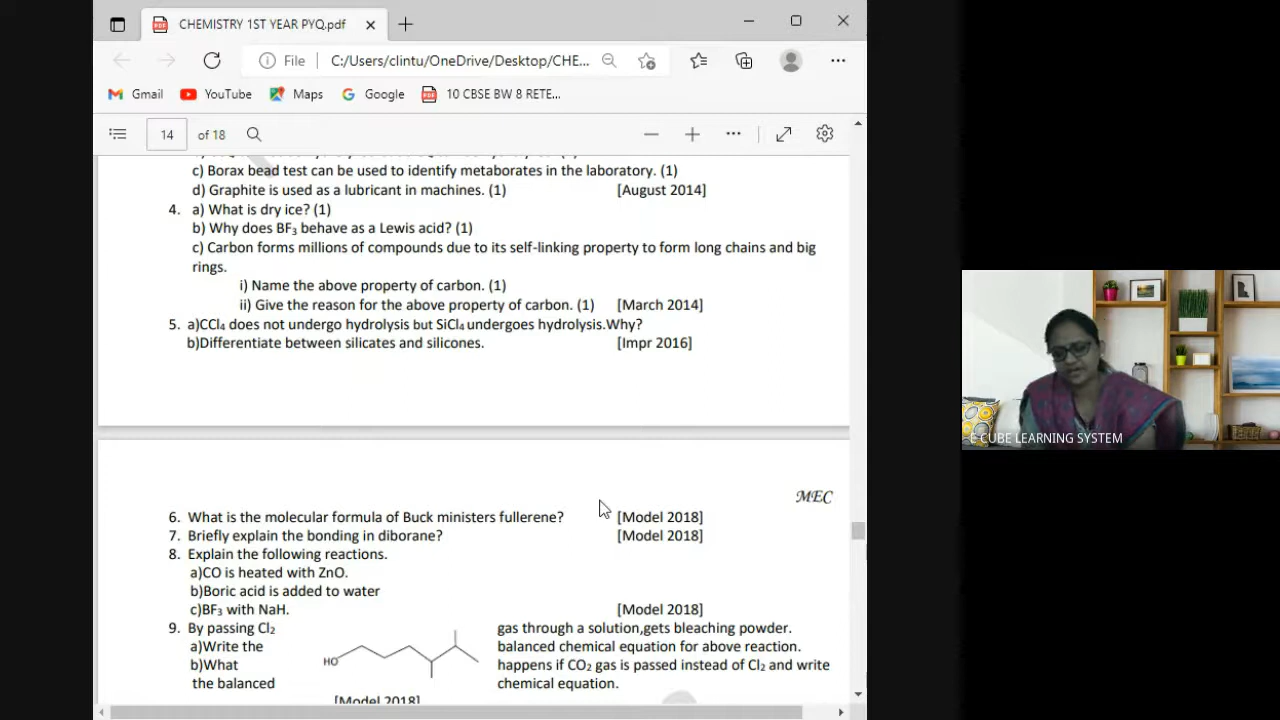 CHEMISTRY 1ST YEAR PYQ.pdf
File C:/Users/clintu/OneDrive/Desktop/CHE...
Gmail YouTube Maps Google 10 CBSE BW 8 RETE...
14 of 18
c) Borax bead test can be used to identify metaborates in the laboratory. (1)
d) Graphite is used as a lubricant in machines. (1) [August 2014]
4. a) What is dry ice? (1)
b) Why does BF₃ behave as a Lewis acid? (1)
c) Carbon forms millions of compounds due to its self-linking property to form long chains and big
rings.
i) Name the above property of carbon. (1)
ii) Give the reason for the above property of carbon. (1) [March 2014]
5. a)CCl₄ does not undergo hydrolysis but SiCl₄ undergoes hydrolysis.Why?
b)Differentiate between silicates and silicones. [Impr 2016]
MEC
6. What is the molecular formula of Buck ministers fullerene? [Model 2018]
7. Briefly explain the bonding in diborane? [Model 2018]
8. Explain the following reactions.
a)CO is heated with ZnO.
b)Boric acid is added to water
c)BF₃ with NaH. [Model 2018]
9. By passing Cl₂ gas through a solution,gets bleaching powder.
a)Write the balanced chemical equation for above reaction.
HO
b)What happens if CO₂ gas is passed instead of Cl₂ and write
the balanced chemical equation.
[Model 2018]
CUBE LEARNING SYSTEM